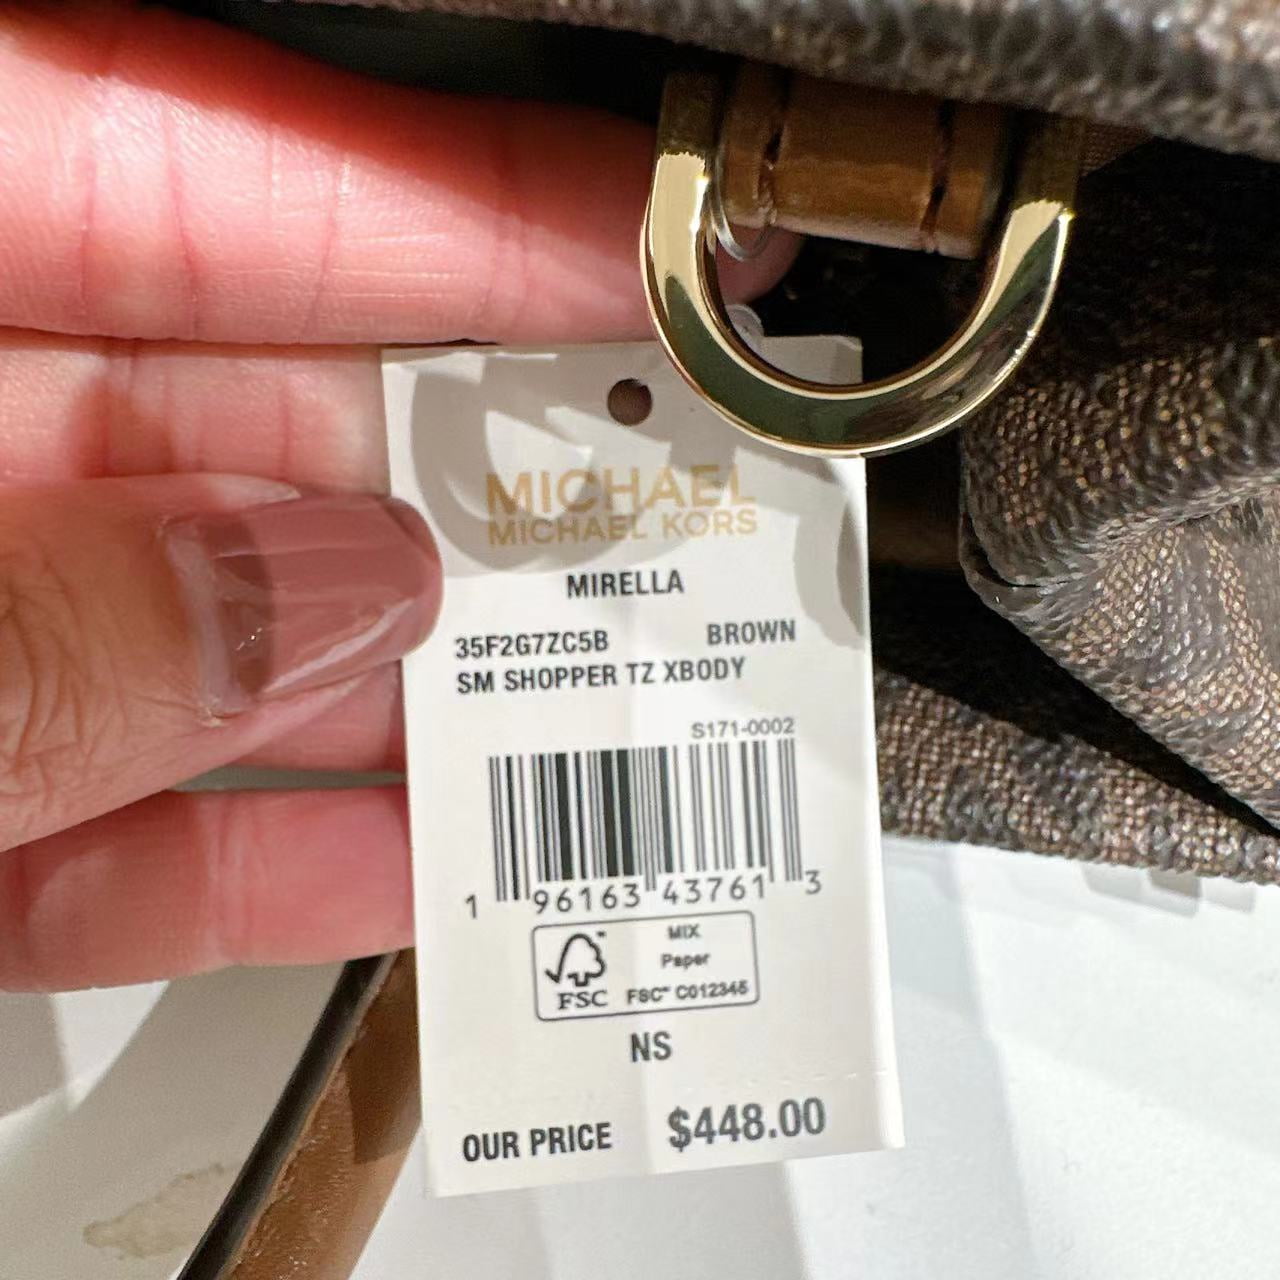 MICHAEL
MICHAEL KORS
MIRELLA
35F2G7ZC5B BROWN
SM SHOPPER TZ XBODY
S171-0002
1 96163 43761 3
MIX
Paper
FSC™ C012345
FSC
NS
OUR PRICE $448.00